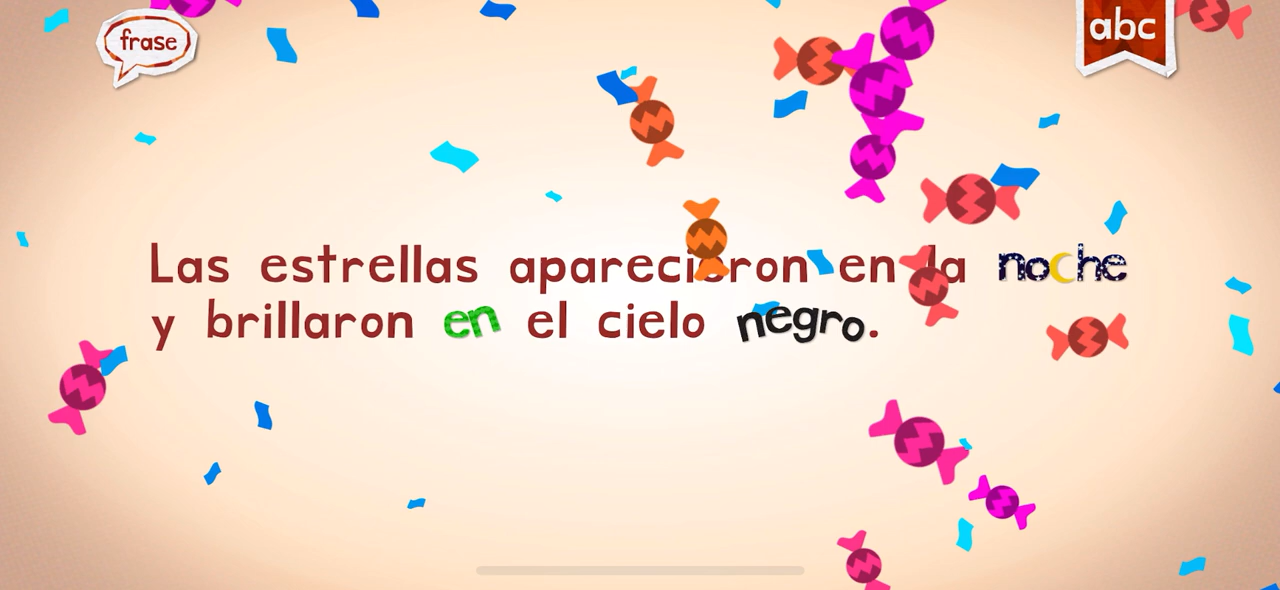 frase
abc
Las estrellas aparecieron en la noche
y brillaron en el cielo negro.